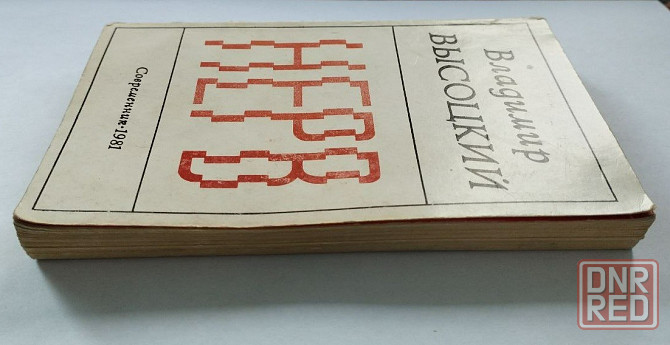 Владимир
ВЫСОЦКИЙ
НЕРВ
Современник·1981
DNR
RED